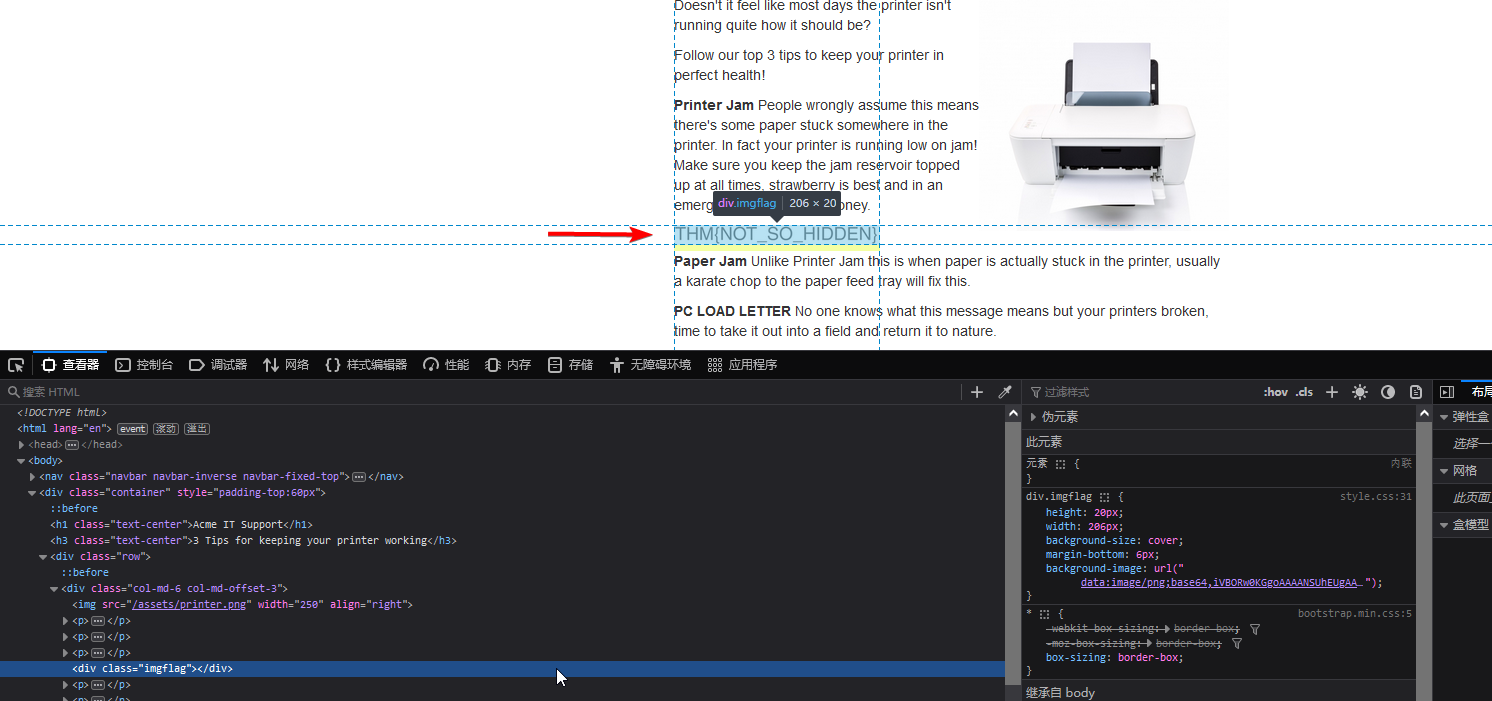 Doesn't it feel like most days the printer isn't
running quite how it should be?
Follow our top 3 tips to keep your printer in
perfect health!
Printer Jam People wrongly assume this means
there's some paper stuck somewhere in the
printer. In fact your printer is running low on jam!
Make sure you keep the jam reservoir topped
up at all times, strawberry is best and in an
emerg
oney.
div.imgflag 206 × 20
THM{NOT_SO_HIDDEN}
Paper Jam Unlike Printer Jam this is when paper is actually stuck in the printer, usually
a karate chop to the paper feed tray will fix this.
PC LOAD LETTER No one knows what this message means but your printers broken,
time to take it out into a field and return it to nature.
查看器 控制台 调试器 网络 样式编辑器 性能 内存 存储 无障碍环境 应用程序
搜索 HTML
<!DOCTYPE html>
<html lang="en"> event 滚动 溢出
<head>…</head>
<body>
<nav class="navbar navbar-inverse navbar-fixed-top">…</nav>
<div class="container" style="padding-top:60px">
::before
<h1 class="text-center">Acme IT Support</h1>
<h3 class="text-center">3 Tips for keeping your printer working</h3>
<div class="row">
::before
<div class="col-md-6 col-md-offset-3">
<img src="/assets/printer.png" width="250" align="right">
<p>…</p>
<p>…</p>
<p>…</p>
<div class="imgflag"></div>
<p>…</p>
<p>…</p>
过滤样式 :hov .cls
伪元素
此元素
元素 { 内联
}
div.imgflag { style.css:31
height: 20px;
width: 206px;
background-size: cover;
margin-bottom: 6px;
background-image: url("
data:image/png;base64,iVBORw0KGgoAAAANSUhEUgAA…");
}
* { bootstrap.min.css:5
-webkit-box-sizing: border-box;
-moz-box-sizing: border-box;
box-sizing: border-box;
}
继承自 body
布局
弹性盒
选择一
网格
此页面
盒模型